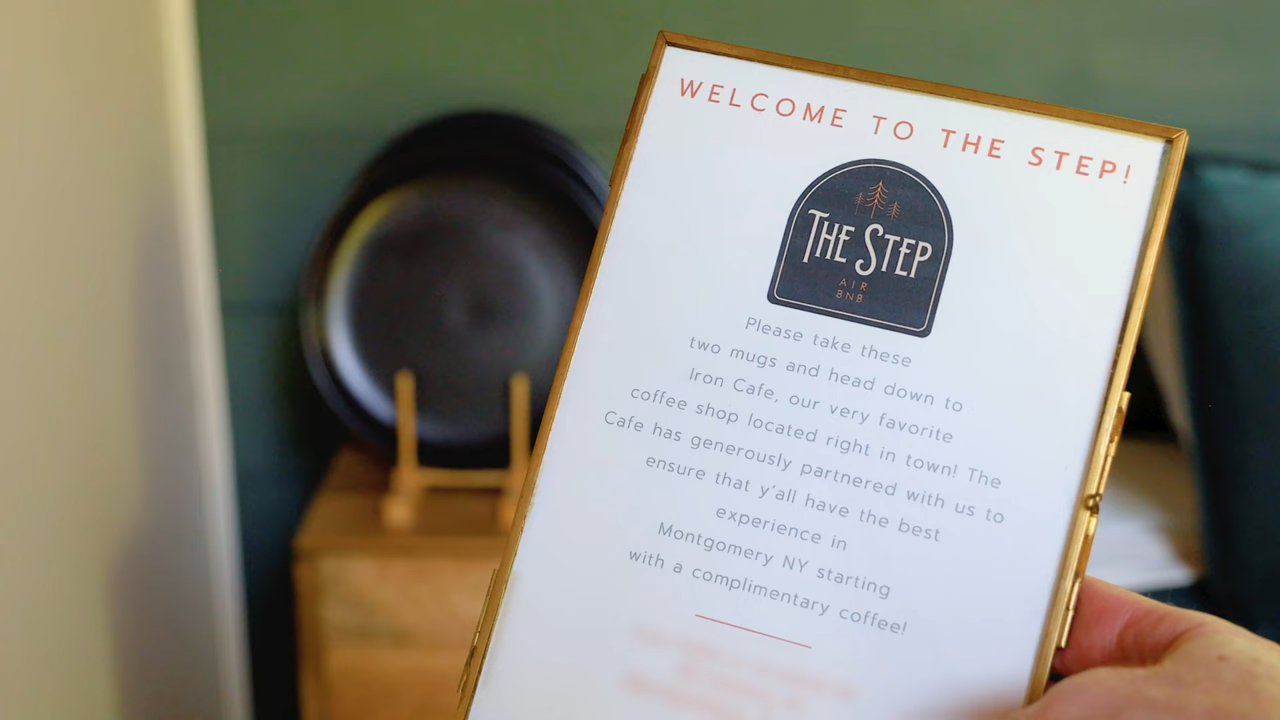 WELCOME TO THE STEP!
THE STEP
AIR
BNB
Please take these
two mugs and head down to
Iron Cafe, our very favorite
coffee shop located right in town! The
Cafe has generously partnered with us to
ensure that y'all have the best
experience in
Montgomery NY starting
with a complimentary coffee!